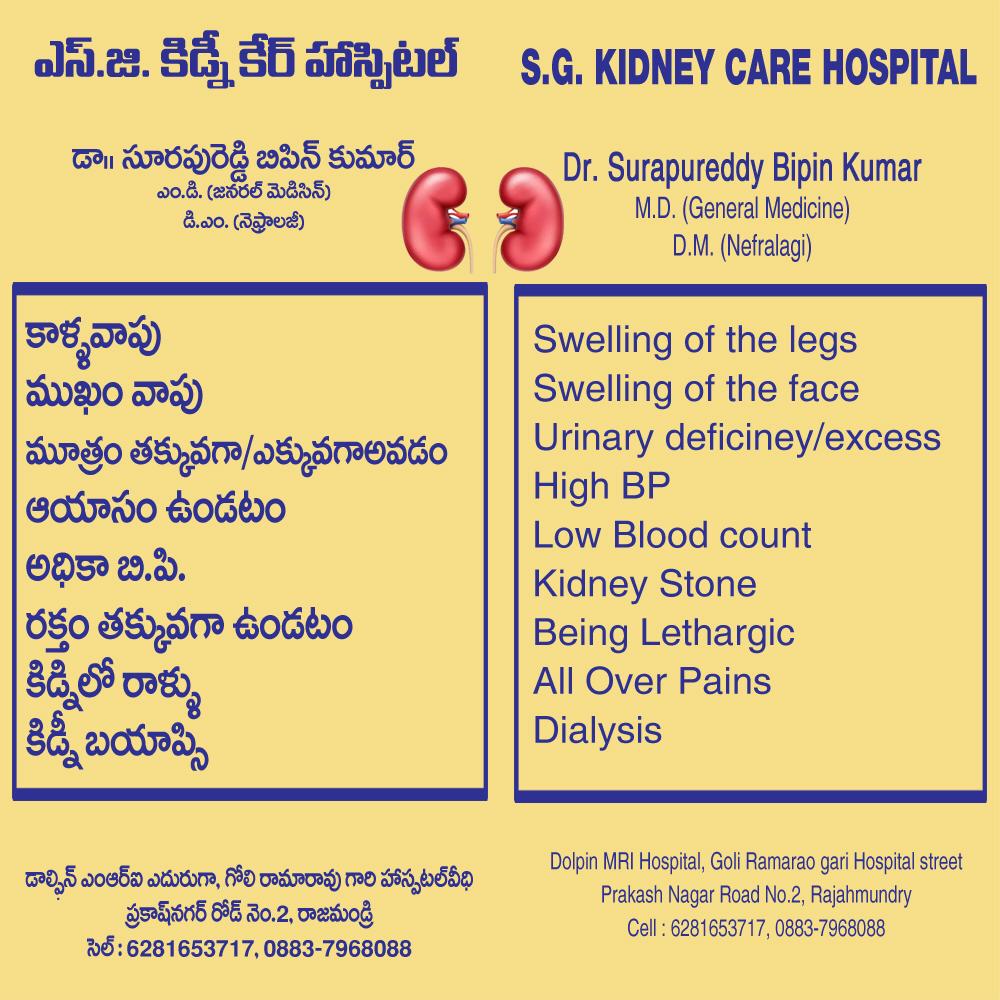 ఎస్.జి. కిడ్నీ కేర్ హాస్పిటల్
డా॥ సూరపురెడ్డి బిపిన్ కుమార్
ఎం.డి. (జనరల్ మెడిసిన్)
డి.ఎం. (నెఫ్రాలజీ)
కాళ్ళవాపు
ముఖం వాపు
మూత్రం తక్కువగా/ఎక్కువగాఅవడం
ఆయాసం ఉండటం
అధికా బి.పి.
రక్తం తక్కువగా ఉండటం
కిడ్నిలో రాళ్ళు
కిడ్నీ బయాప్సి
డాల్ఫిన్ ఎంఆర్ఐ ఎదురుగా, గోలి రామారావు గారి హాస్పటల్‌వీధి
ప్రకాష్‌నగర్ రోడ్ నెం.2, రాజమండ్రి
సెల్ : 6281653717, 0883-7968088
S.G. KIDNEY CARE HOSPITAL
Dr. Surapureddy Bipin Kumar
M.D. (General Medicine)
D.M. (Nefralagi)
Swelling of the legs
Swelling of the face
Urinary deficiney/excess
High BP
Low Blood count
Kidney Stone
Being Lethargic
All Over Pains
Dialysis
Dolpin MRI Hospital, Goli Ramarao gari Hospital street
Prakash Nagar Road No.2, Rajahmundry
Cell : 6281653717, 0883-7968088